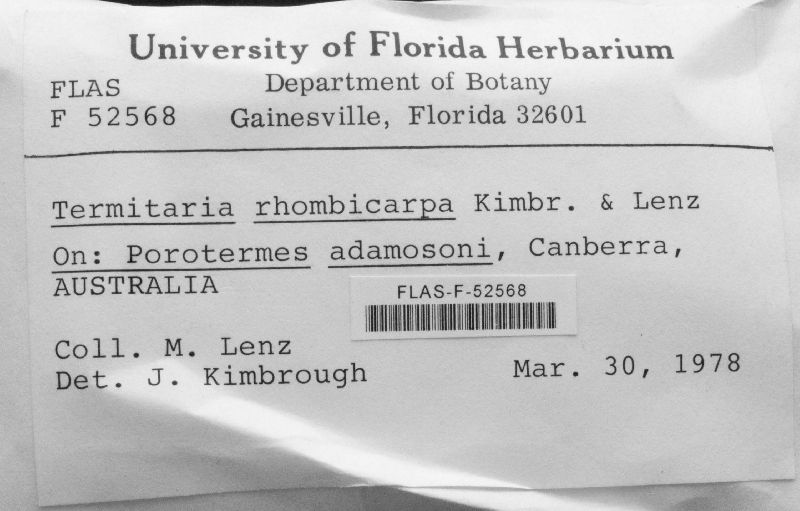 University of Florida Herbarium
FLAS Department of Botany
F 52568 Gainesville, Florida 32601
Termitaria rhombicarpa Kimbr. & Lenz
On: Porotermes adamosoni, Canberra,
AUSTRALIA
FLAS-F-52568
Coll. M. Lenz
Det. J. Kimbrough Mar. 30, 1978